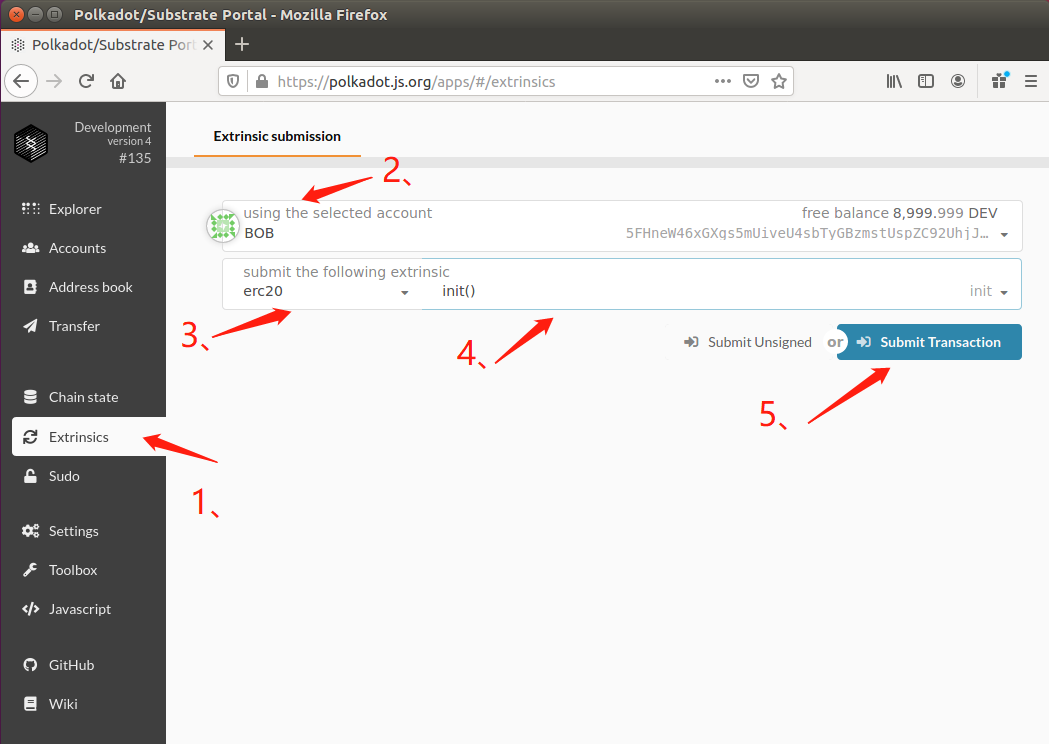 Polkadot/Substrate Portal - Mozilla Firefox
Polkadot/Substrate Port
https://polkadot.js.org/apps/#/extrinsics
Development
version 4
#135
Extrinsic submission
2、
using the selected account
free balance 8,999.999 DEV
BOB
5FHneW46xGXgs5mUiveU4sbTyGBzmstUspZC92UhjJ…
submit the following extrinsic
erc20
init()
init
3、
4、
Submit Unsigned
or
Submit Transaction
5、
Explorer
Accounts
Address book
Transfer
Chain state
Extrinsics
1、
Sudo
Settings
Toolbox
Javascript
GitHub
Wiki